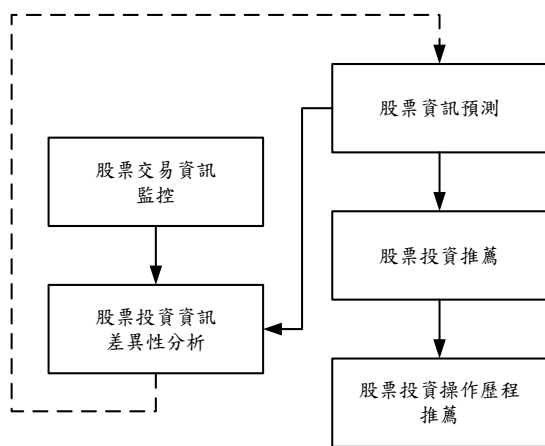 股票資訊預測
股票交易資訊
監控
股票投資推薦
股票投資資訊
差異性分析
股票投資操作歷程
推薦